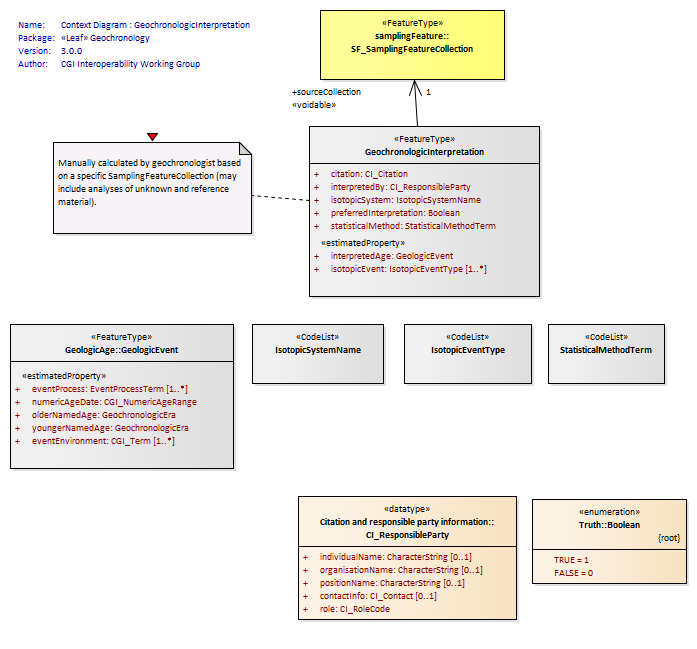 Name: Context Diagram : GeochronologicInterpretation
Package: «Leaf» Geochronology
Version: 3.0.0
Author: CGI Interoperability Working Group
«FeatureType»
samplingFeature::
SF_SamplingFeatureCollection
+sourceCollection
1
«voidable»
Manually calculated by geochronologist based
on a specific SamplingFeatureCollection (may
include analyses of unknown and reference
material).
«FeatureType»
GeochronologicInterpretation
+ citation: CI_Citation
+ interpretedBy: CI_ResponsibleParty
+ isotopicSystem: IsotopicSystemName
+ preferredInterpretation: Boolean
+ statisticalMethod: StatisticalMethodTerm
«estimatedProperty»
+ interpretedAge: GeologicEvent
+ isotopicEvent: IsotopicEventType [1..*]
«FeatureType»
GeologicAge::GeologicEvent
«estimatedProperty»
+ eventProcess: EventProcessTerm [1..*]
+ numericAgeDate: CGI_NumericAgeRange
+ olderNamedAge: GeochronologicEra
+ youngerNamedAge: GeochronologicEra
+ eventEnvironment: CGI_Term [1..*]
«CodeList»
IsotopicSystemName
«CodeList»
IsotopicEventType
«CodeList»
StatisticalMethodTerm
«datatype»
Citation and responsible party information::
CI_ResponsibleParty
+ individualName: CharacterString [0..1]
+ organisationName: CharacterString [0..1]
+ positionName: CharacterString [0..1]
+ contactInfo: CI_Contact [0..1]
+ role: CI_RoleCode
«enumeration»
Truth::Boolean
{root}
TRUE = 1
FALSE = 0